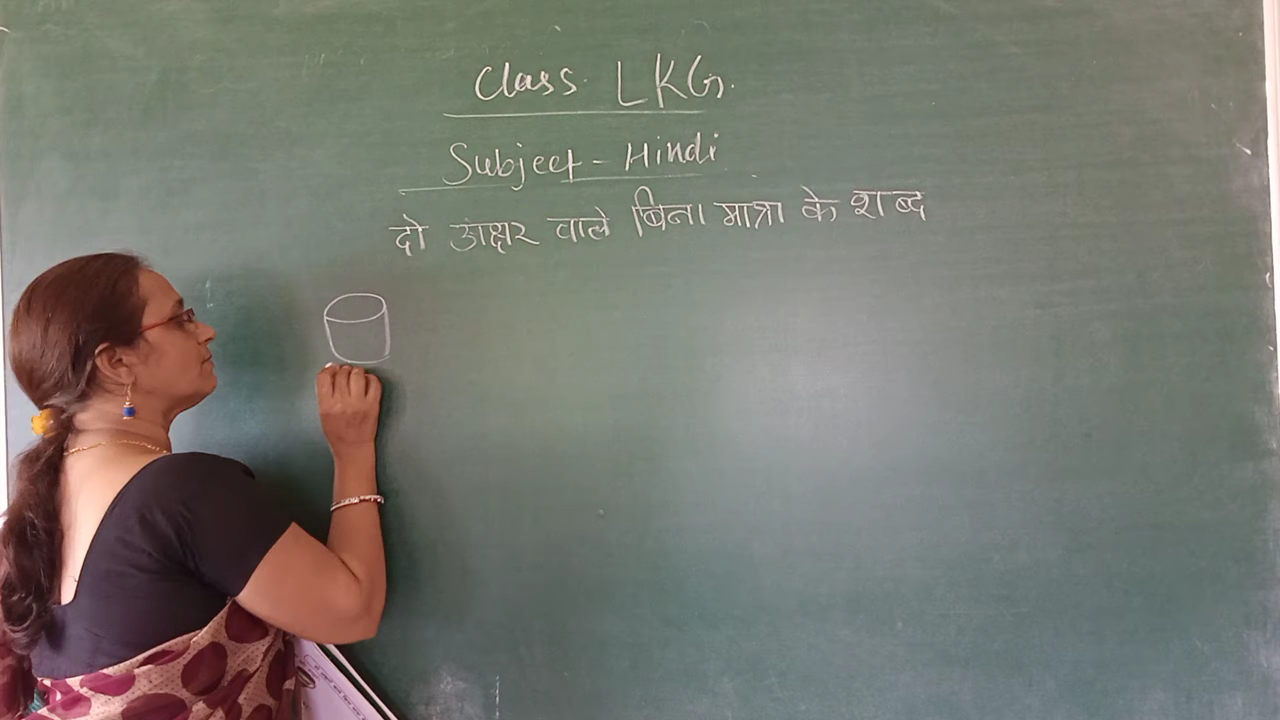 Class LKG.
Subject - Hindi
दो अक्षर वाले बिना मात्रा के शब्द